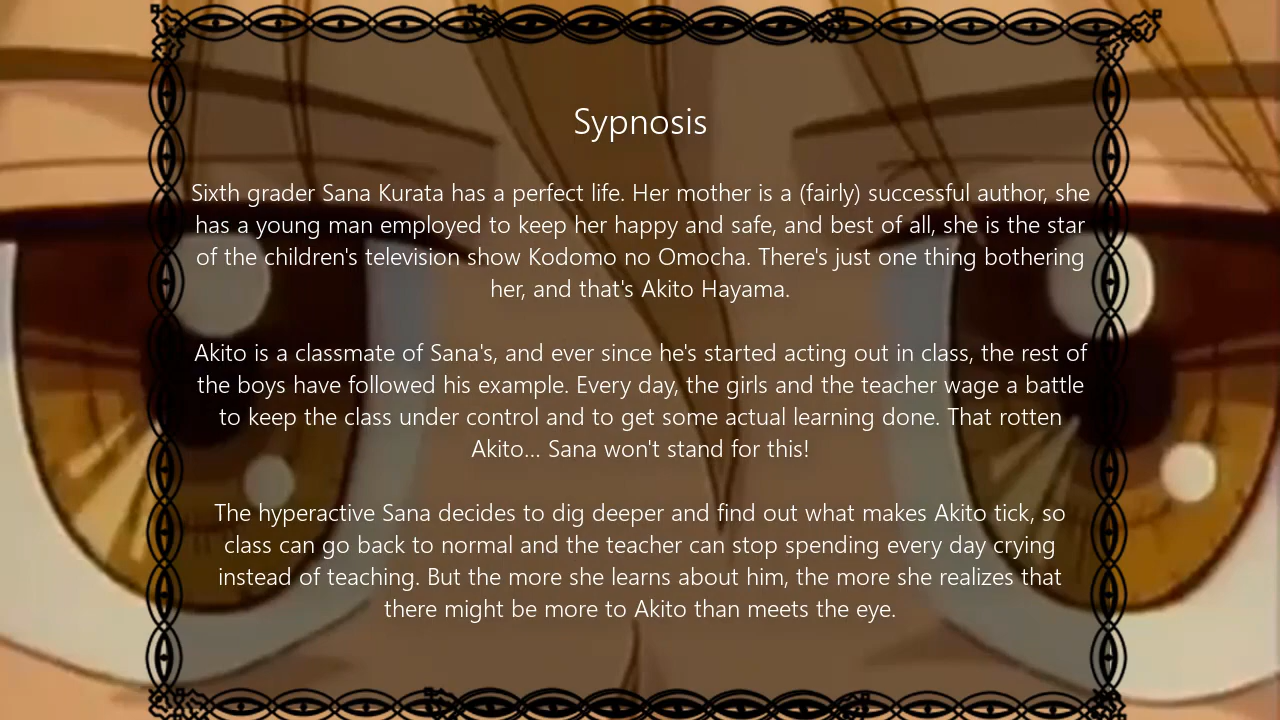 Sypnosis
Sixth grader Sana Kurata has a perfect life. Her mother is a (fairly) successful author, she
has a young man employed to keep her happy and safe, and best of all, she is the star
of the children's television show Kodomo no Omocha. There's just one thing bothering
her, and that's Akito Hayama.
Akito is a classmate of Sana's, and ever since he's started acting out in class, the rest of
the boys have followed his example. Every day, the girls and the teacher wage a battle
to keep the class under control and to get some actual learning done. That rotten
Akito... Sana won't stand for this!
The hyperactive Sana decides to dig deeper and find out what makes Akito tick, so
class can go back to normal and the teacher can stop spending every day crying
instead of teaching. But the more she learns about him, the more she realizes that
there might be more to Akito than meets the eye.